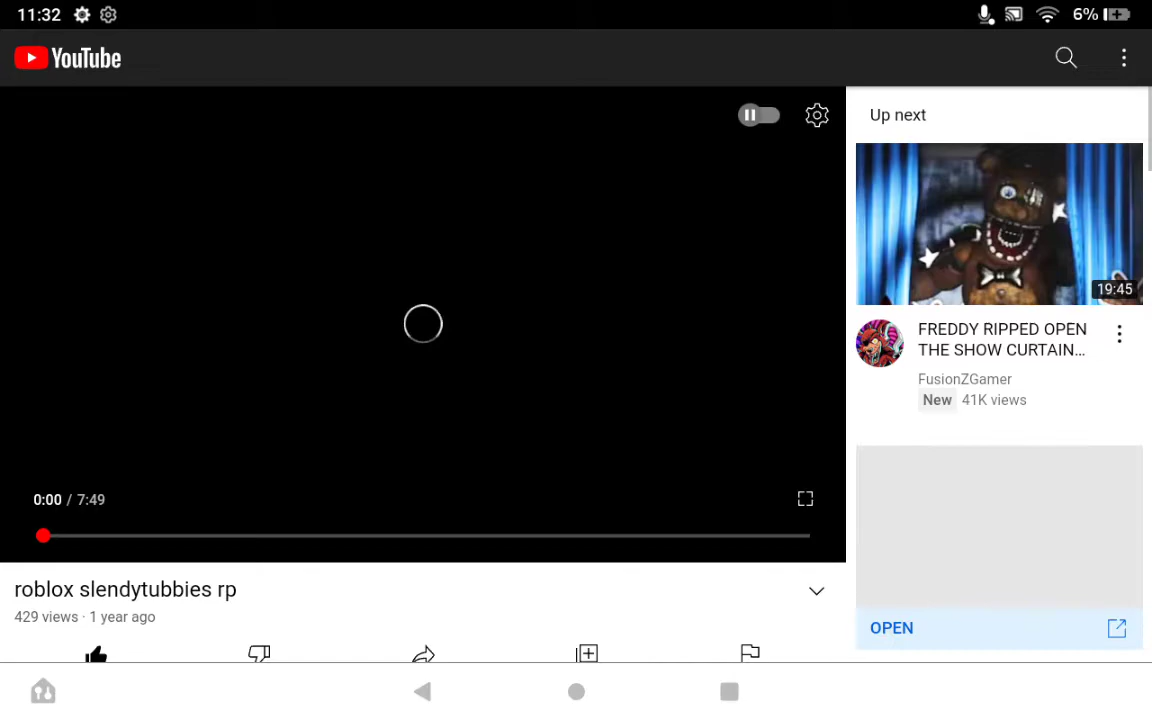 11:32
6%
YouTube
Up next
19:45
FREDDY RIPPED OPEN
THE SHOW CURTAIN...
FusionZGamer
New 41K views
0:00 / 7:49
roblox slendytubbies rp
429 views · 1 year ago
OPEN